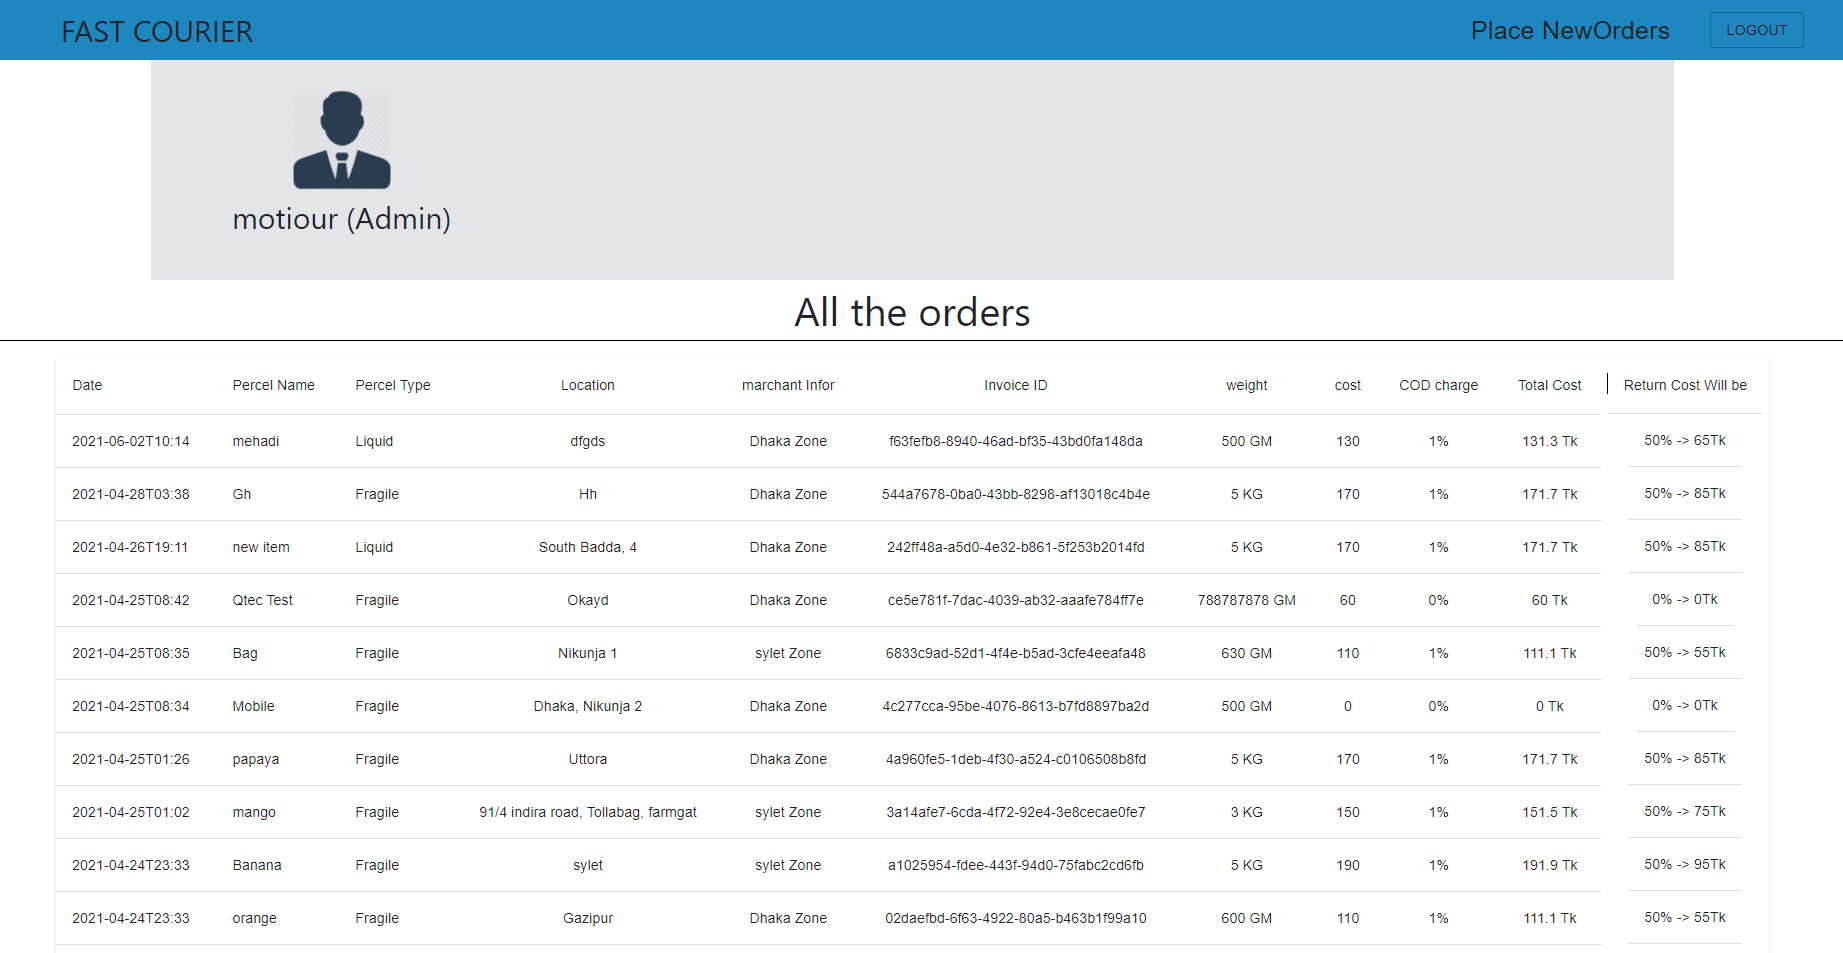 FAST COURIER Place NewOrders LOGOUT
motiour (Admin)
All the orders
Date Percel Name Percel Type Location marchant Infor Invoice ID weight cost COD charge Total Cost Return Cost Will be
2021-06-02T10:14 mehadi Liquid dfgds Dhaka Zone f63fefb8-8940-46ad-bf35-43bd0fa148da 500 GM 130 1% 131.3 Tk 50% -> 65Tk
2021-04-28T03:38 Gh Fragile Hh Dhaka Zone 544a7678-0ba0-43bb-8298-af13018c4b4e 5 KG 170 1% 171.7 Tk 50% -> 85Tk
2021-04-26T19:11 new item Liquid South Badda, 4 Dhaka Zone 242ff48a-a5d0-4e32-b861-5f253b2014fd 5 KG 170 1% 171.7 Tk 50% -> 85Tk
2021-04-25T08:42 Qtec Test Fragile Okayd Dhaka Zone ce5e781f-7dac-4039-ab32-aaafe784ff7e 788787878 GM 60 0% 60 Tk 0% -> 0Tk
2021-04-25T08:35 Bag Fragile Nikunja 1 sylet Zone 6833c9ad-52d1-4f4e-b5ad-3cfe4eeafa48 630 GM 110 1% 111.1 Tk 50% -> 55Tk
2021-04-25T08:34 Mobile Fragile Dhaka, Nikunja 2 Dhaka Zone 4c277cca-95be-4076-8613-b7fd8897ba2d 500 GM 0 0% 0 Tk 0% -> 0Tk
2021-04-25T01:26 papaya Fragile Uttora Dhaka Zone 4a960fe5-1deb-4f30-a524-c0106508b8fd 5 KG 170 1% 171.7 Tk 50% -> 85Tk
2021-04-25T01:02 mango Fragile 91/4 indira road, Tollabag, farmgat sylet Zone 3a14afe7-6cda-4f72-92e4-3e8cecae0fe7 3 KG 150 1% 151.5 Tk 50% -> 75Tk
2021-04-24T23:33 Banana Fragile sylet sylet Zone a1025954-fdee-443f-94d0-75fabc2cd6fb 5 KG 190 1% 191.9 Tk 50% -> 95Tk
2021-04-24T23:33 orange Fragile Gazipur Dhaka Zone 02daefbd-6f63-4922-80a5-b463b1f99a10 600 GM 110 1% 111.1 Tk 50% -> 55Tk